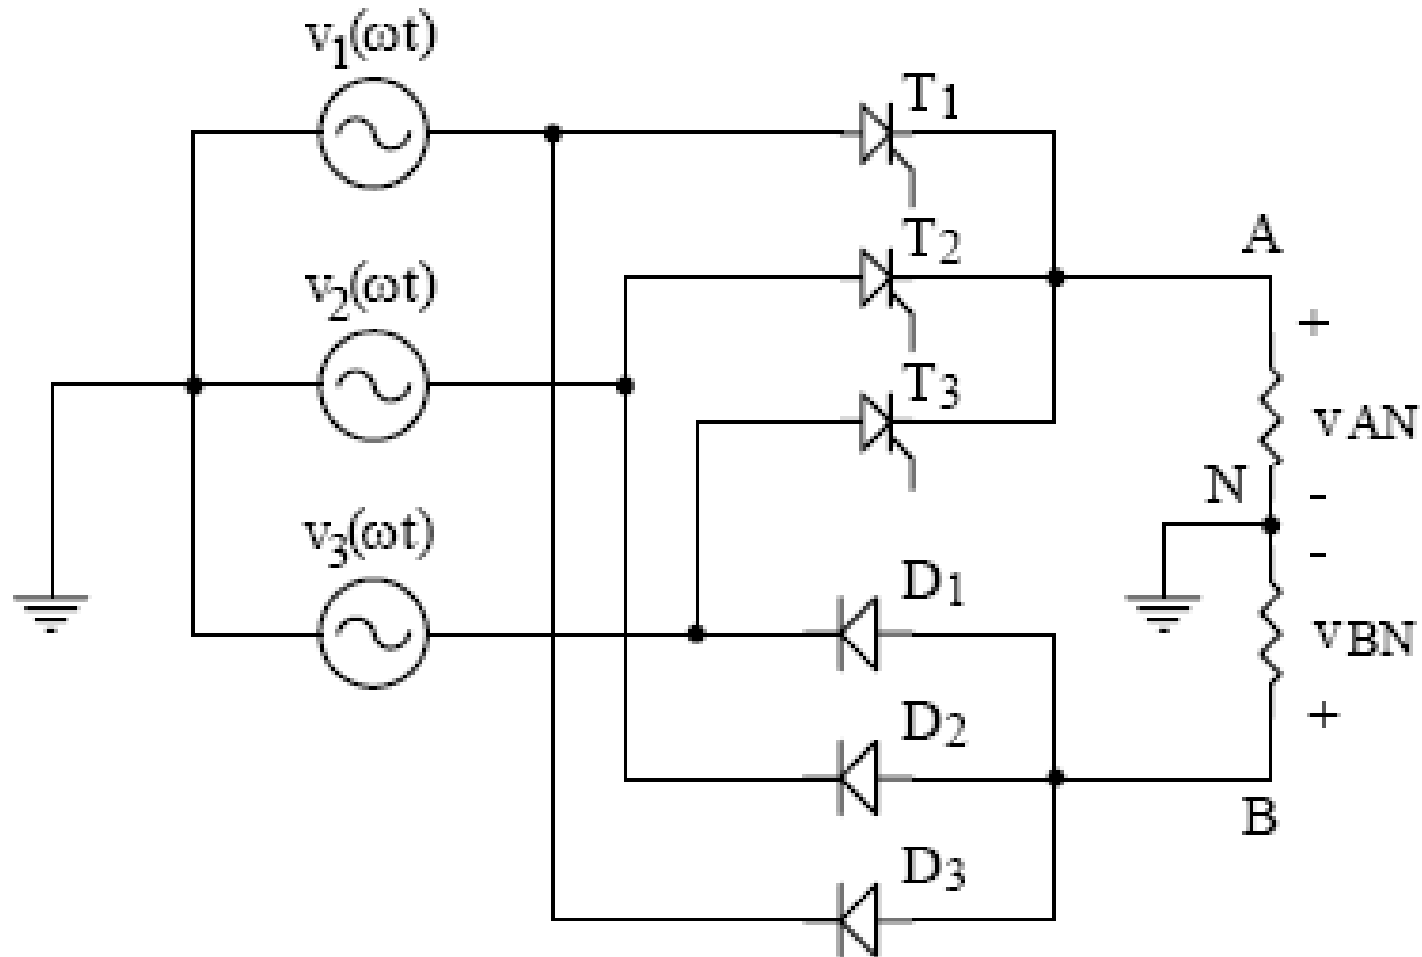 v₁(ωt)
T₁
T₂
A
v₂(ωt)
+
T₃
vAN
N
-
v₃(ωt)
-
D₁
vBN
D₂
+
B
D₃